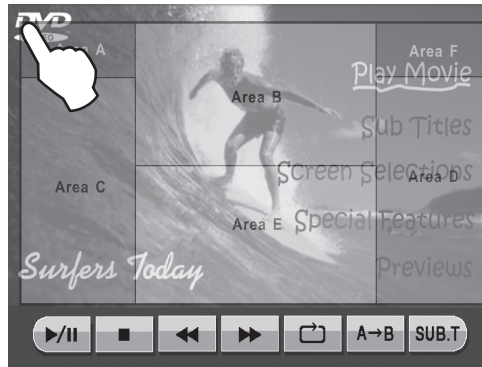 DVD
Area A
Area F
Play Movie
Area B
Sub Titles
Screen Selections
Area C
Area D
Area E
Special Features
Surfers Today
Previews
▶/II ■ ◀◀ ▶▶ A→B SUB.T